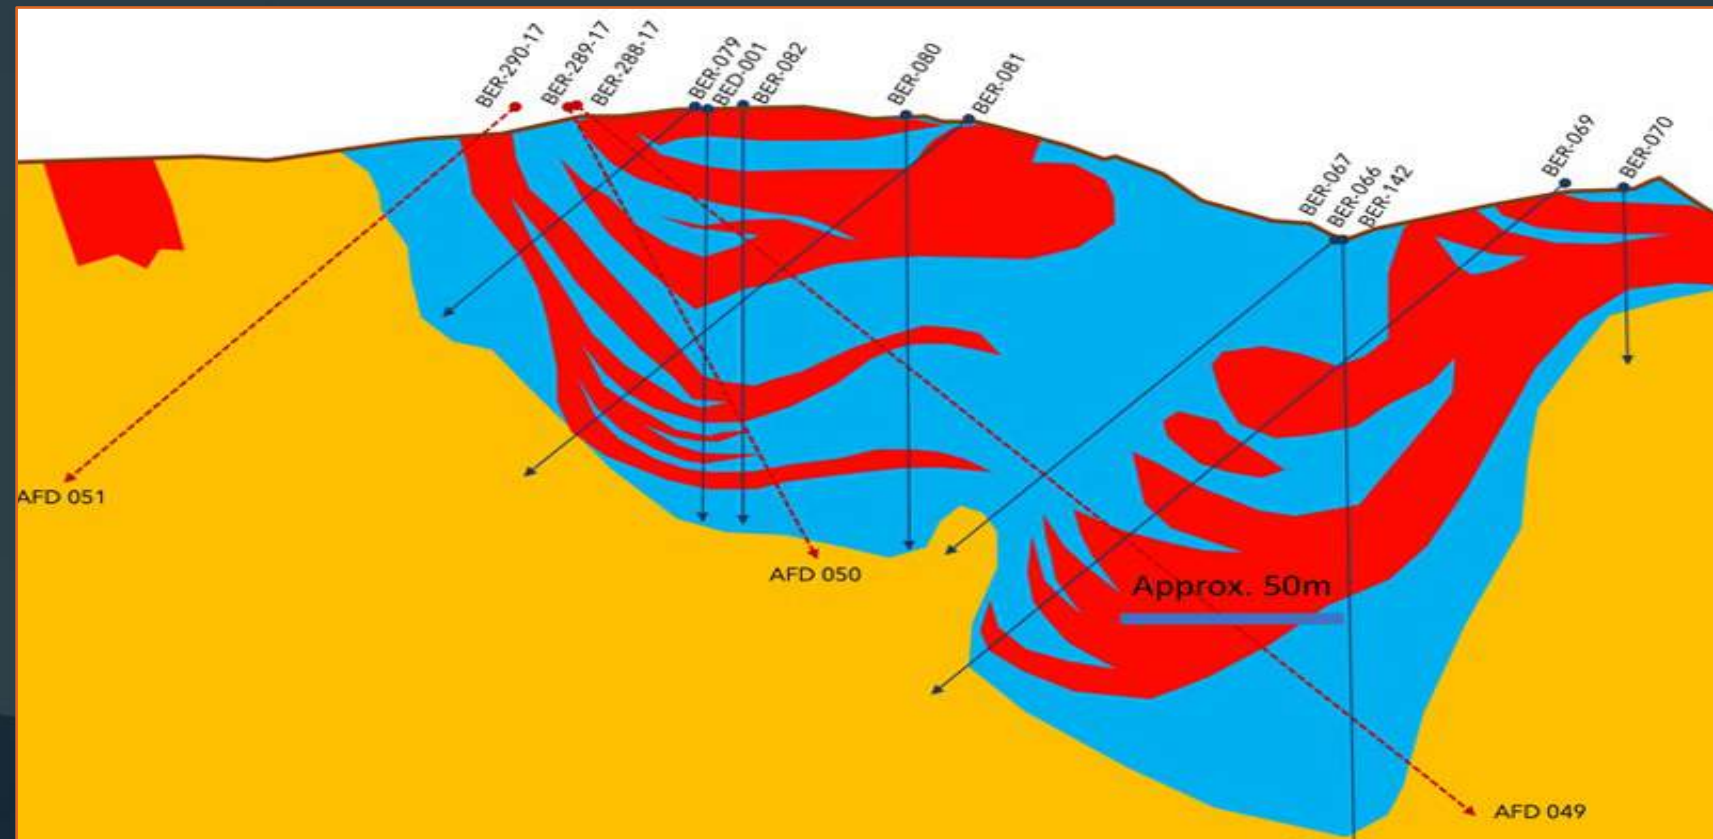 BER-290-17
BER-289-17
BER-288-17
BER-079
BED-001
BER-082
BER-080
BER-081
BER-067
BER-066
BER-142
BER-069
BER-070
AFD 051
AFD 050
Approx. 50m
AFD 049